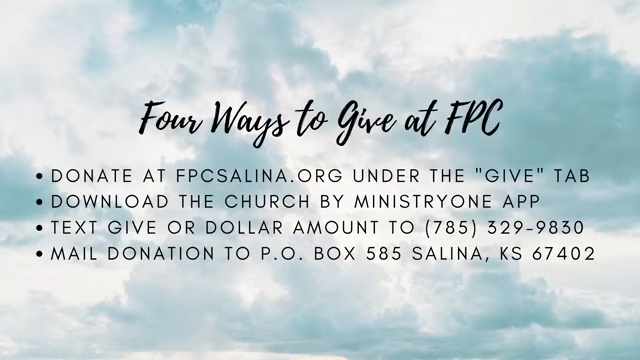 Four Ways to Give at FPC
• DONATE AT FPCSALINA.ORG UNDER THE "GIVE" TAB
• DOWNLOAD THE CHURCH BY MINISTRYONE APP
• TEXT GIVE OR DOLLAR AMOUNT TO (785) 329-9830
• MAIL DONATION TO P.O. BOX 585 SALINA, KS 67402